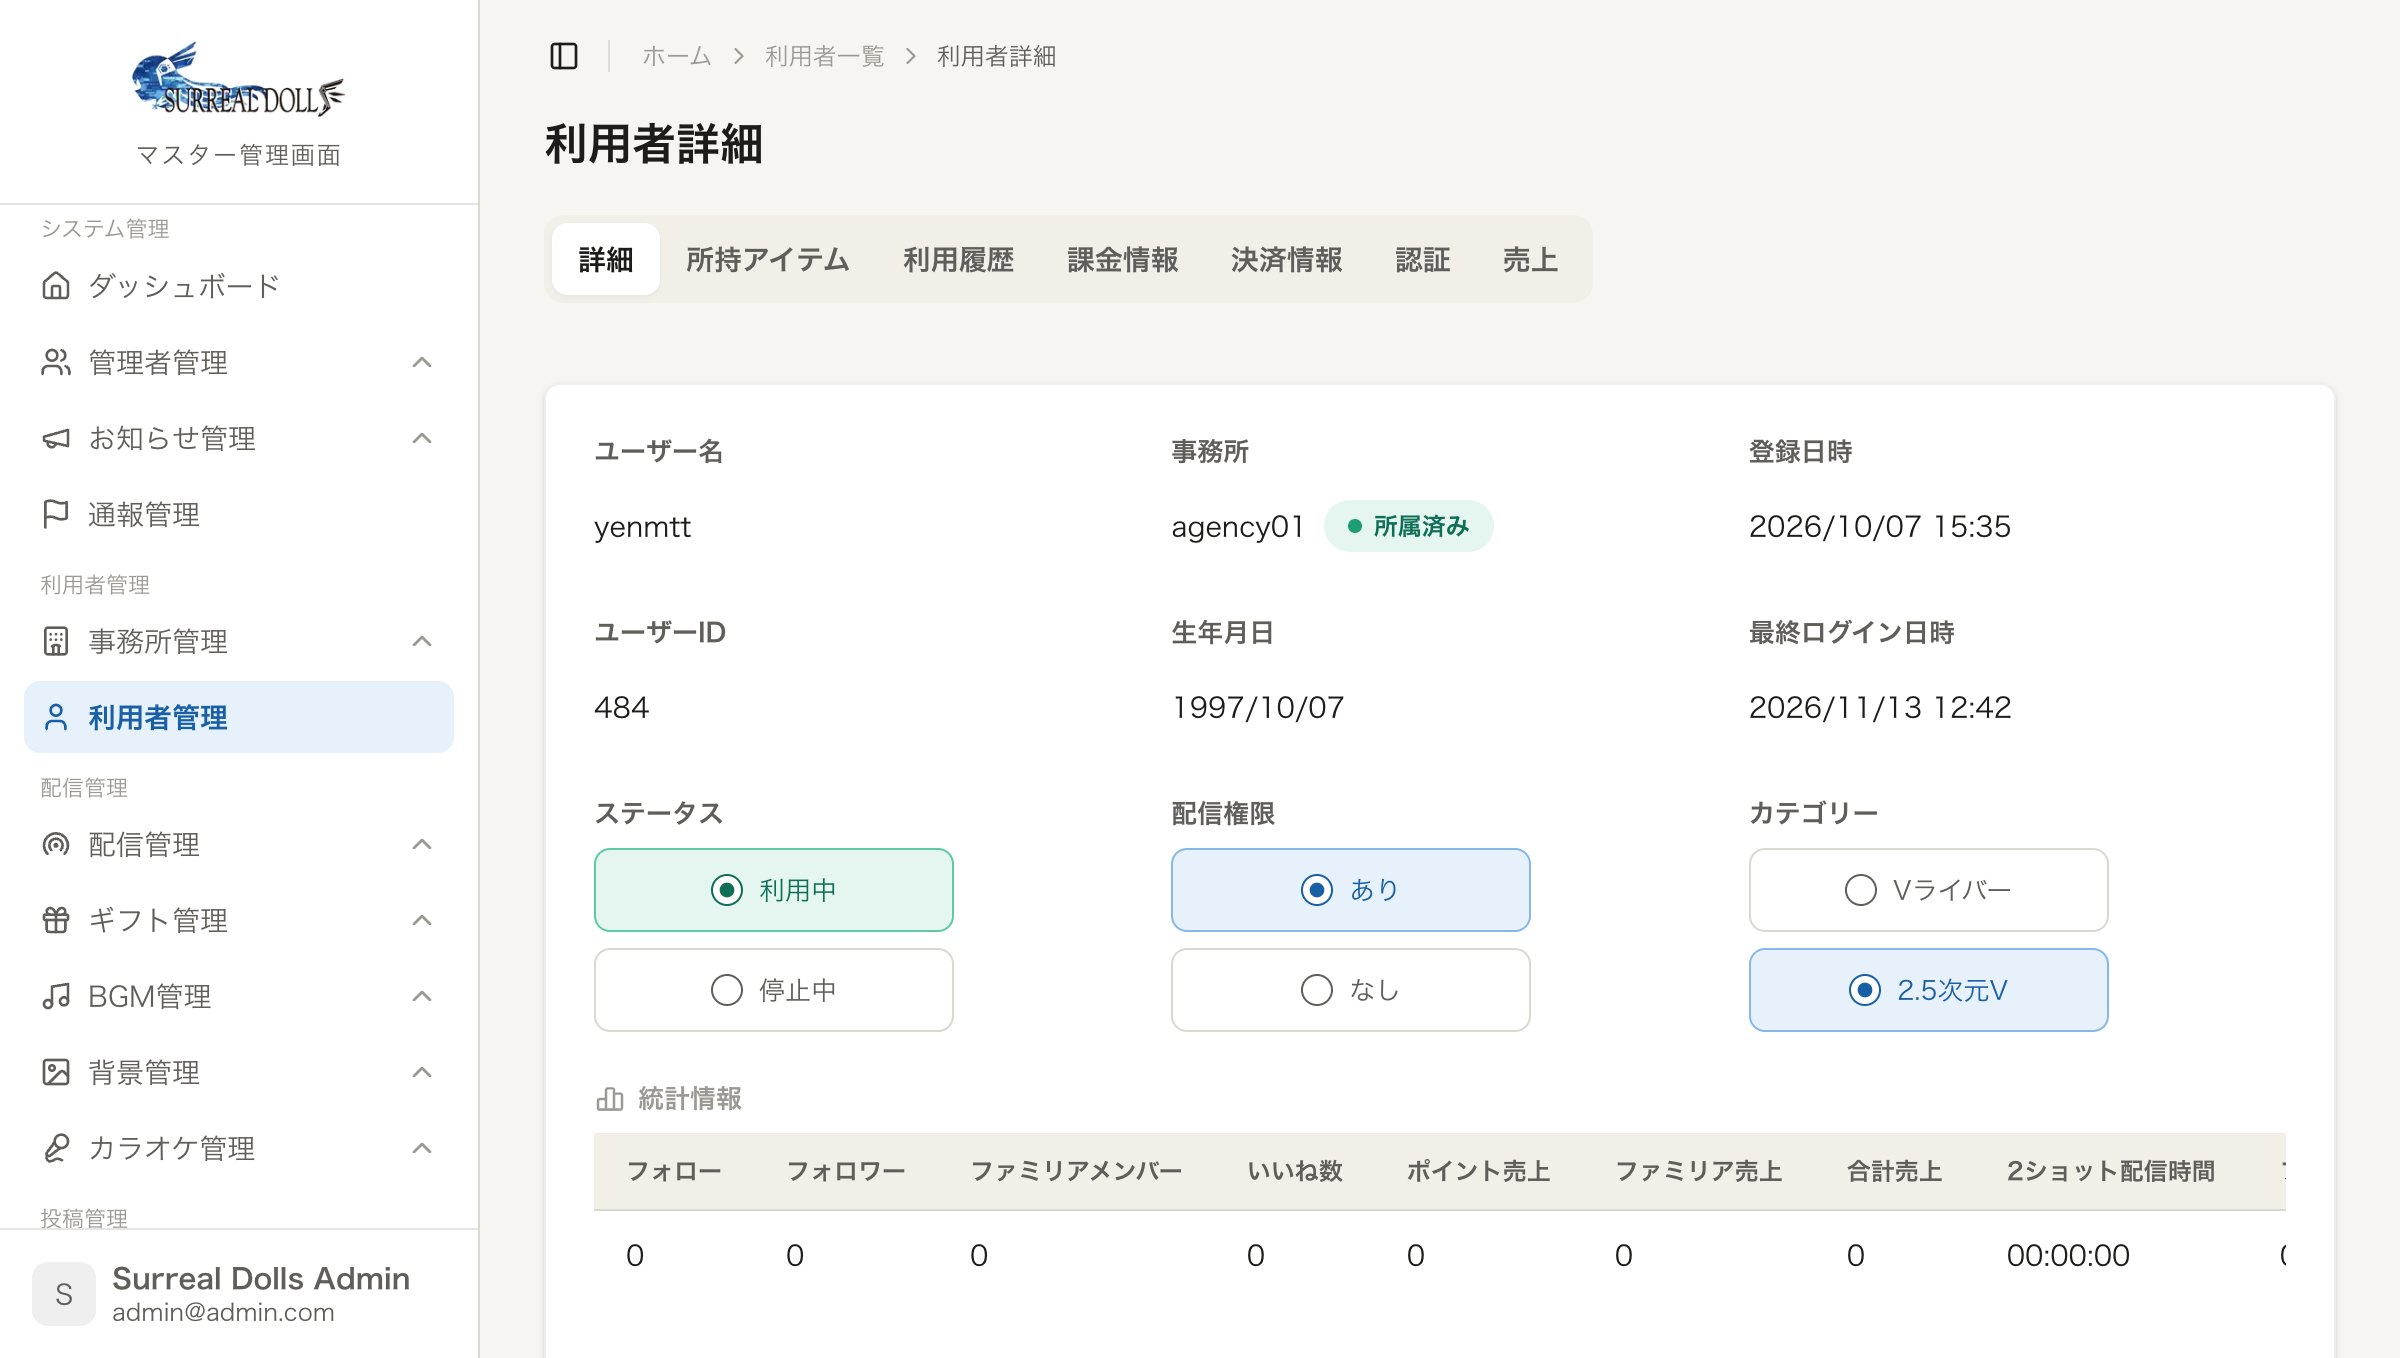 SURREAL DOLLS
マスター管理画面
システム管理
ダッシュボード
管理者管理
お知らせ管理
通報管理
利用者管理
事務所管理
利用者管理
配信管理
配信管理
ギフト管理
BGM管理
背景管理
カラオケ管理
投稿管理
S
Surreal Dolls Admin
admin@admin.com
ホーム > 利用者一覧 > 利用者詳細
利用者詳細
詳細 所持アイテム 利用履歴 課金情報 決済情報 認証 売上
ユーザー名 事務所 登録日時
yenmtt agency01 所属済み 2026/10/07 15:35
ユーザーID 生年月日 最終ログイン日時
484 1997/10/07 2026/11/13 12:42
ステータス 配信権限 カテゴリー
利用中 あり Vライバー
停止中 なし 2.5次元V
統計情報
フォロー フォロワー ファミリアメンバー いいね数 ポイント売上 ファミリア売上 合計売上 2ショット配信時間
0 0 0 0 0 0 0 00:00:00